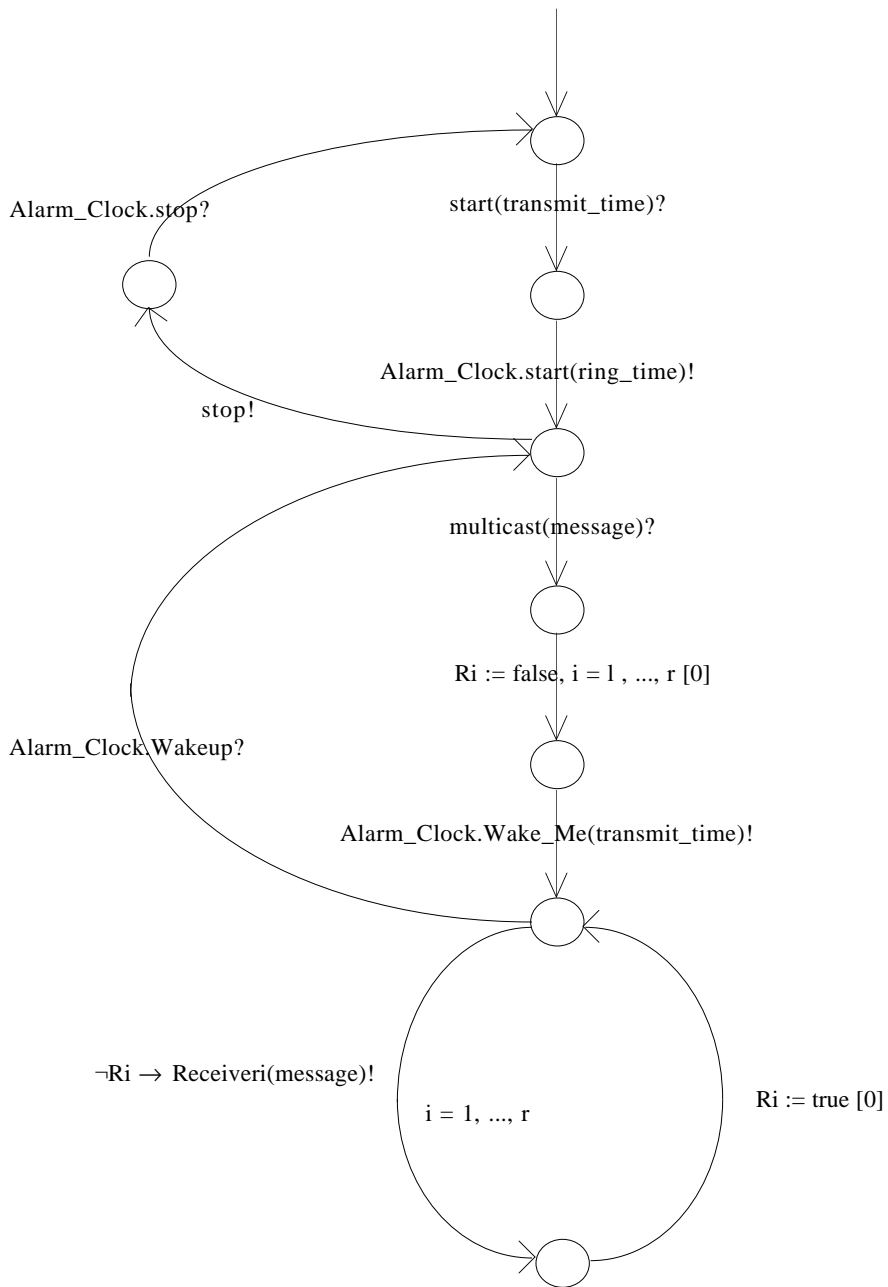 Alarm_Clock.stop?
start(transmit_time)?
Alarm_Clock.start(ring_time)!
stop!
multicast(message)?
Ri := false, i = l , ..., r [0]
Alarm_Clock.Wakeup?
Alarm_Clock.Wake_Me(transmit_time)!
¬Ri → Receiveri(message)!
i = 1, ..., r
Ri := true [0]